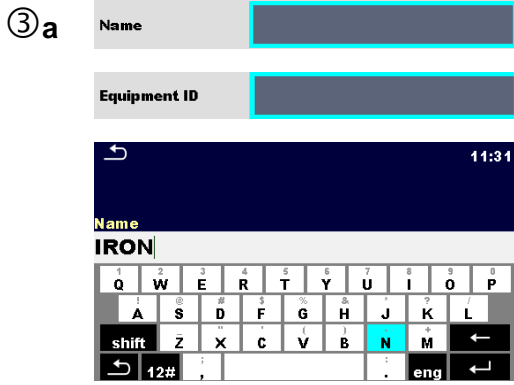 ③a
Name
Equipment ID
11:31
Name
IRON
1 2 3 4 5 6 7 8 9 0
Q W E R T Y U I O P
! @ # $ % & * ? /
A S D F G H J K L
shift Z X C V B N M ←
12# , . eng